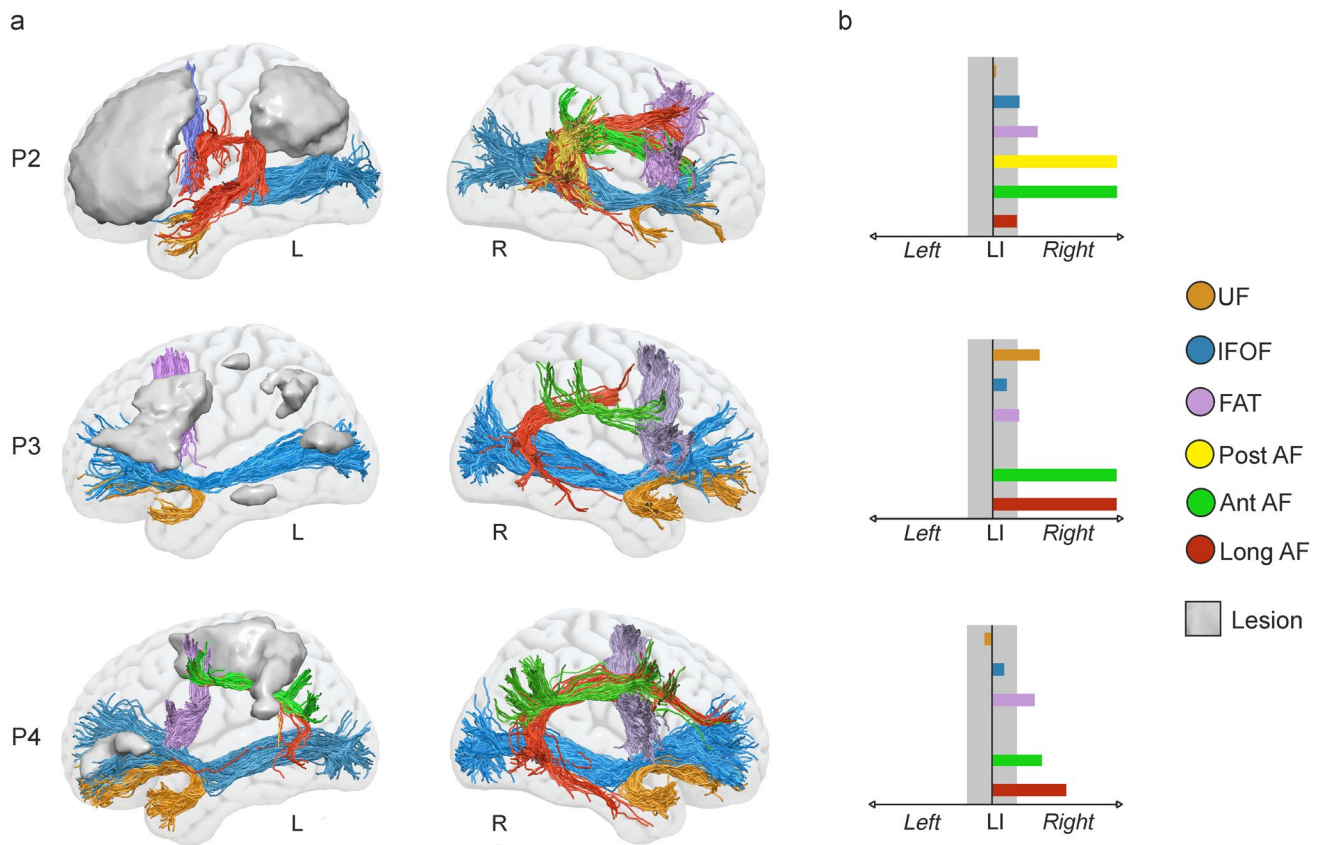 a
b
P2
L
R
Left LI Right
P3
L
R
Left LI Right
P4
L
R
Left LI Right
UF
IFOF
FAT
Post AF
Ant AF
Long AF
Lesion